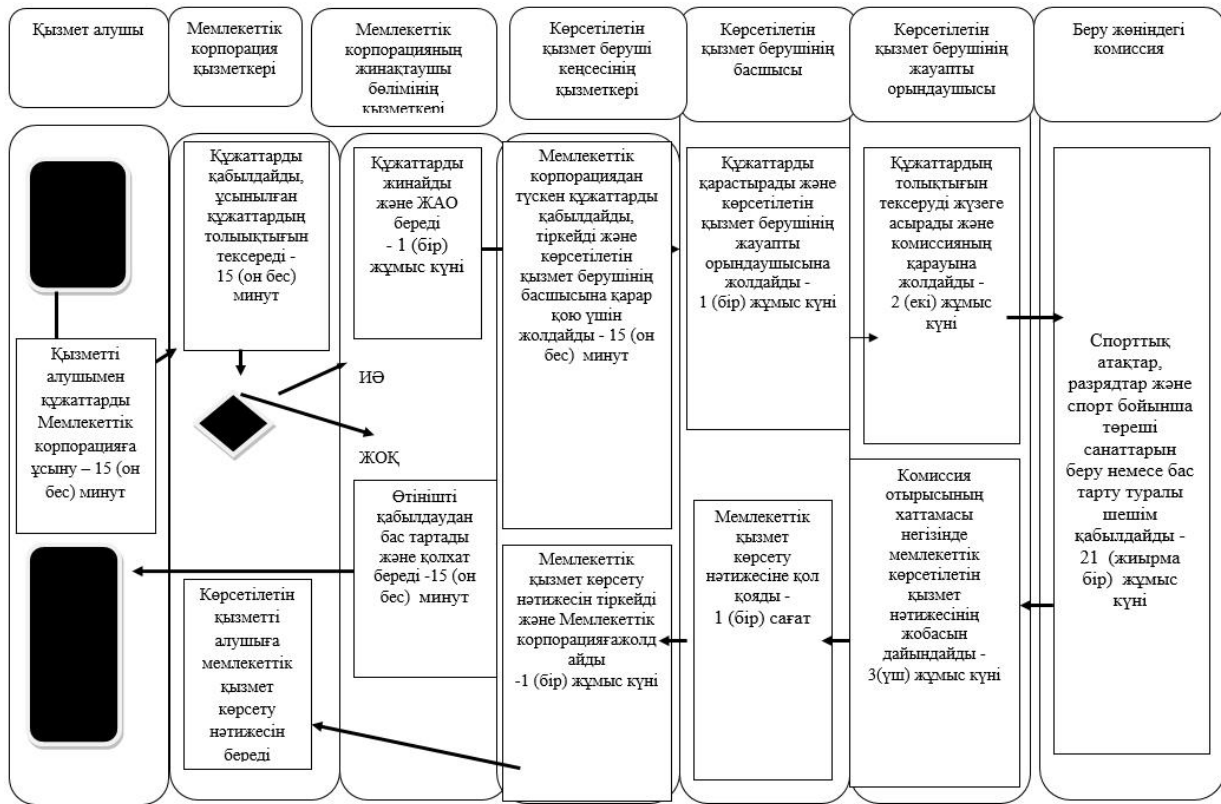 Қызмет алушы
Мемлекеттік
корпорация
қызметкері
Мемлекеттік
корпорацияның
жинақтаушы
бөлімінің
қызметкері
Көрсетілетін
қызмет беруші
кеңсесінің
қызметкері
Көрсетілетін
қызмет берушінің
басшысы
Көрсетілетін
қызмет берушінің
жауапты
орындаушысы
Беру жөніндегі
комиссия
Қызметті
алушымен
құжаттарды
Мемлекеттік
корпорацияға
ұсыну – 15 (он
бес) минут
Құжаттарды
қабылдайды,
ұсынылған
құжаттардың
толыықтығын
тексереді -
15 (он бес)
минут
Құжаттарды
жинайды
және ЖАО
береді
- 1 (бір)
жұмыс күні
ИӘ
ЖОҚ
Өтінішті
қабылдаудан
бас тартады
және қолхат
береді -15 (он
бес) минут
Мемлекеттік
корпорациядан
түскен құжаттарды
қабылдайды,
тіркейді және
көрсетілетін
қызмет берушінің
басшысына қарар
қою үшін
жолдайды - 15 (он
бес) минут
Құжаттарды
қарастырады және
көрсетілетін
қызмет берушінің
жауапты
орындаушысына
жолдайды -
1 (бір) жұмыс күні
Құжаттардың
толықтығын
тексеруді жүзеге
асырады және
комиссияның
қарауына
жолдайды -
2 (екі) жұмыс
күні
Спорттық
атақтар,
разрядтар және
спорт бойынша
төреші
санаттарын
беру немесе бас
тарту туралы
шешім
қабылдайды -
21 (жиырма
бір) жұмыс
күні
Комиссия
отырысының
хаттамасы
негізінде
мемлекеттік
көрсетілетін
қызмет
нәтижесінің
жобасын
дайындайды -
3(үш) жұмыс күні
Мемлекеттік
қызмет
көрсету
нәтижесіне қол
қояды -
1 (бір) сағат
Мемлекеттік
қызмет көрсету
нәтижесін тіркейді
және Мемлекеттік
корпорацияғажолд
айды
-1 (бір) жұмыс күні
Көрсетілетін
қызметті
алушыға
мемлекеттік
қызмет
көрсету
нәтижесін
береді